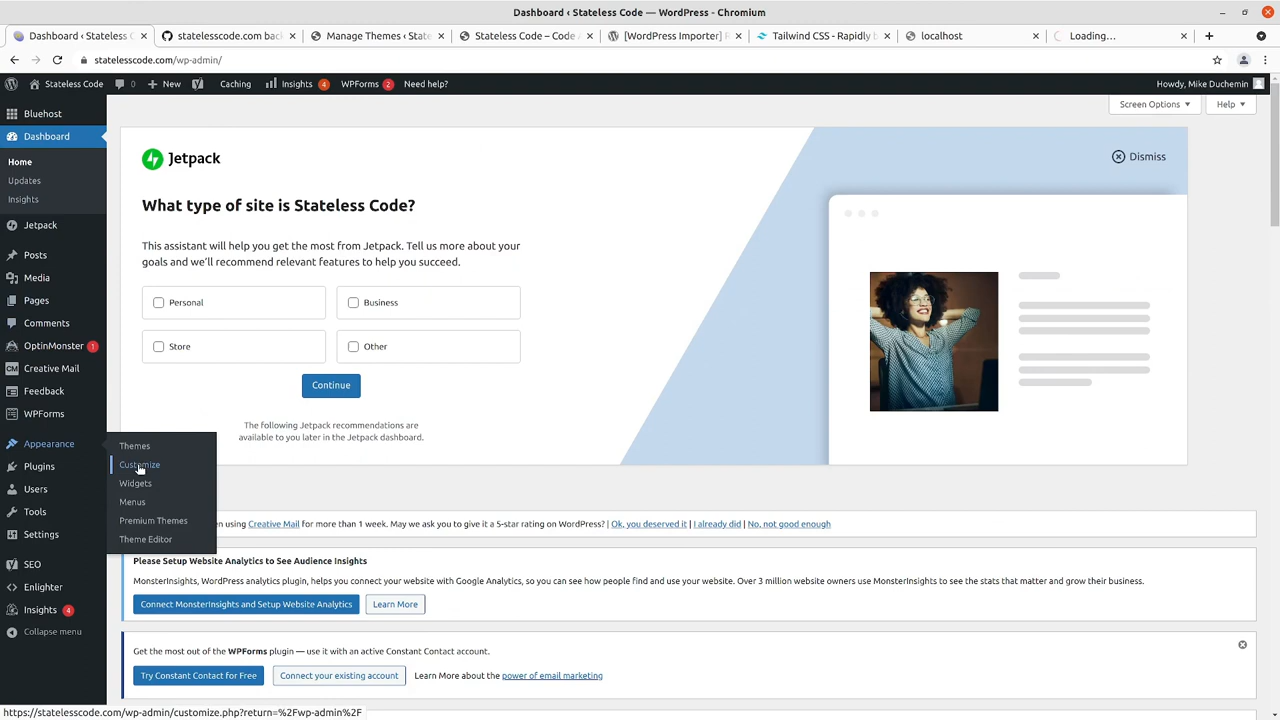 Dashboard ‹ Stateless Code — WordPress - Chromium
Dashboard ‹ Stateless C
statelesscode.com back
Manage Themes ‹ State
Stateless Code – Code A
[WordPress Importer] R
Tailwind CSS - Rapidly b
localhost
Loading…
statelesscode.com/wp-admin/
Stateless Code
New
Caching
Insights 4
WPForms 2
Need help?
Howdy, Mike Duchemin
Screen Options
Help
Bluehost
Dashboard
Home
Updates
Insights
Jetpack
Posts
Media
Pages
Comments
OptinMonster 1
CM Creative Mail
Feedback
WPForms
Appearance
Plugins
Users
Tools
Settings
SEO
Enlighter
Insights 4
Collapse menu
Themes
Customize
Widgets
Menus
Premium Themes
Theme Editor
Jetpack
Dismiss
What type of site is Stateless Code?
This assistant will help you get the most from Jetpack. Tell us more about your
goals and we’ll recommend relevant features to help you succeed.
Personal
Business
Store
Other
Continue
The following Jetpack recommendations are
available to you later in the Jetpack dashboard.
n using Creative Mail for more than 1 week. May we ask you to give it a 5-star rating on WordPress? | Ok, you deserved it | I already did | No, not good enough
Please Setup Website Analytics to See Audience Insights
MonsterInsights, WordPress analytics plugin, helps you connect your website with Google Analytics, so you can see how people find and use your website. Over 3 million website owners use MonsterInsights to see the stats that matter and grow their business.
Connect MonsterInsights and Setup Website Analytics
Learn More
Get the most out of the WPForms plugin — use it with an active Constant Contact account.
Try Constant Contact for Free
Connect your existing account
Learn More about the power of email marketing
https://statelesscode.com/wp-admin/customize.php?return=%2Fwp-admin%2F